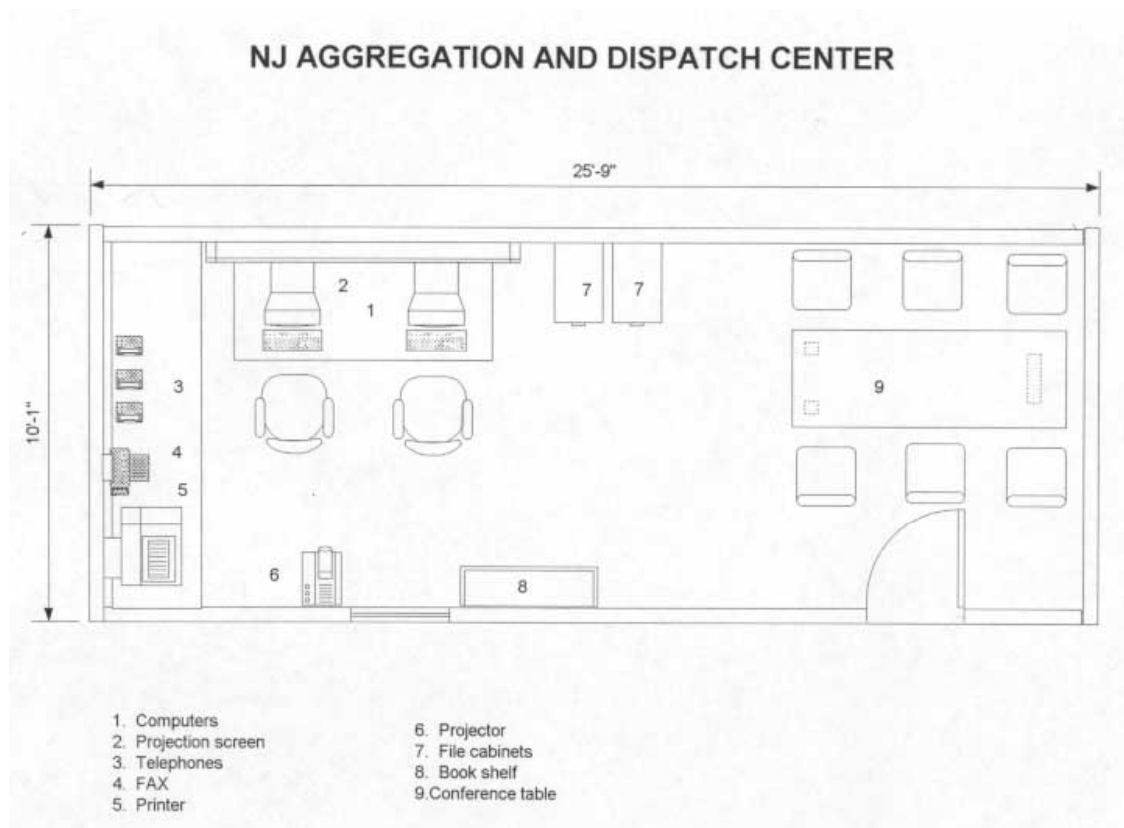 NJ AGGREGATION AND DISPATCH CENTER
25'-9"
10'-1"
2
1
7 7
3
9
4
5
6
8
1. Computers
2. Projection screen
3. Telephones
4. FAX
5. Printer
6. Projector
7. File cabinets
8. Book shelf
9.Conference table